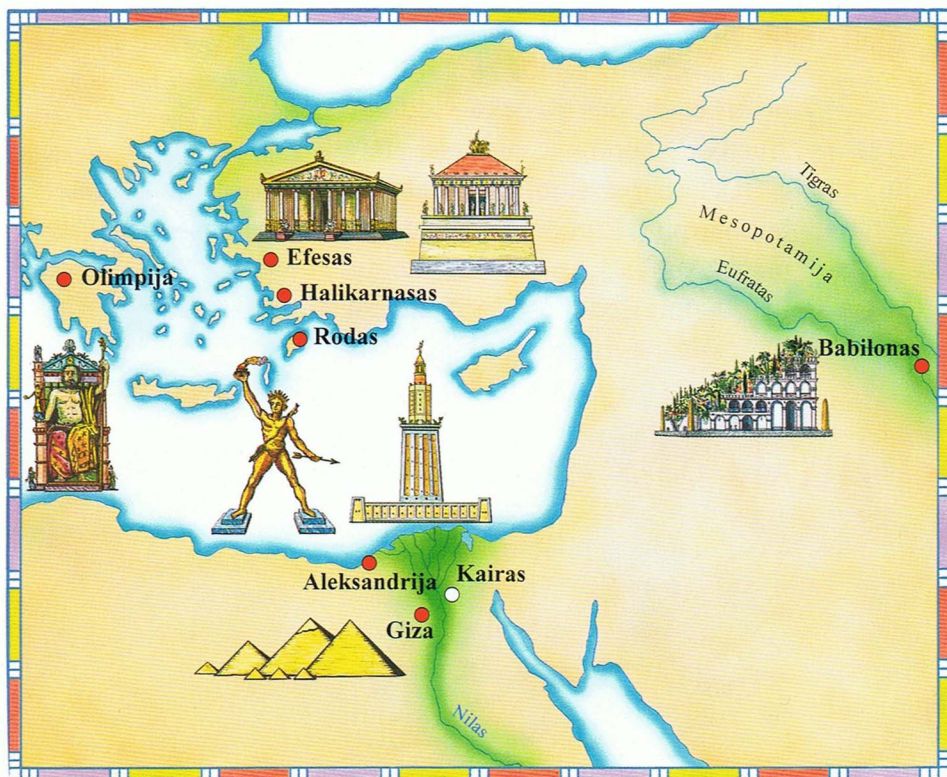 Tigras
Mesopotamija
Eufratas
Efesas
Olimpija
Halikarnasas
Rodas
Babilonas
Aleksandrija
Kairas
Giza
Nilas